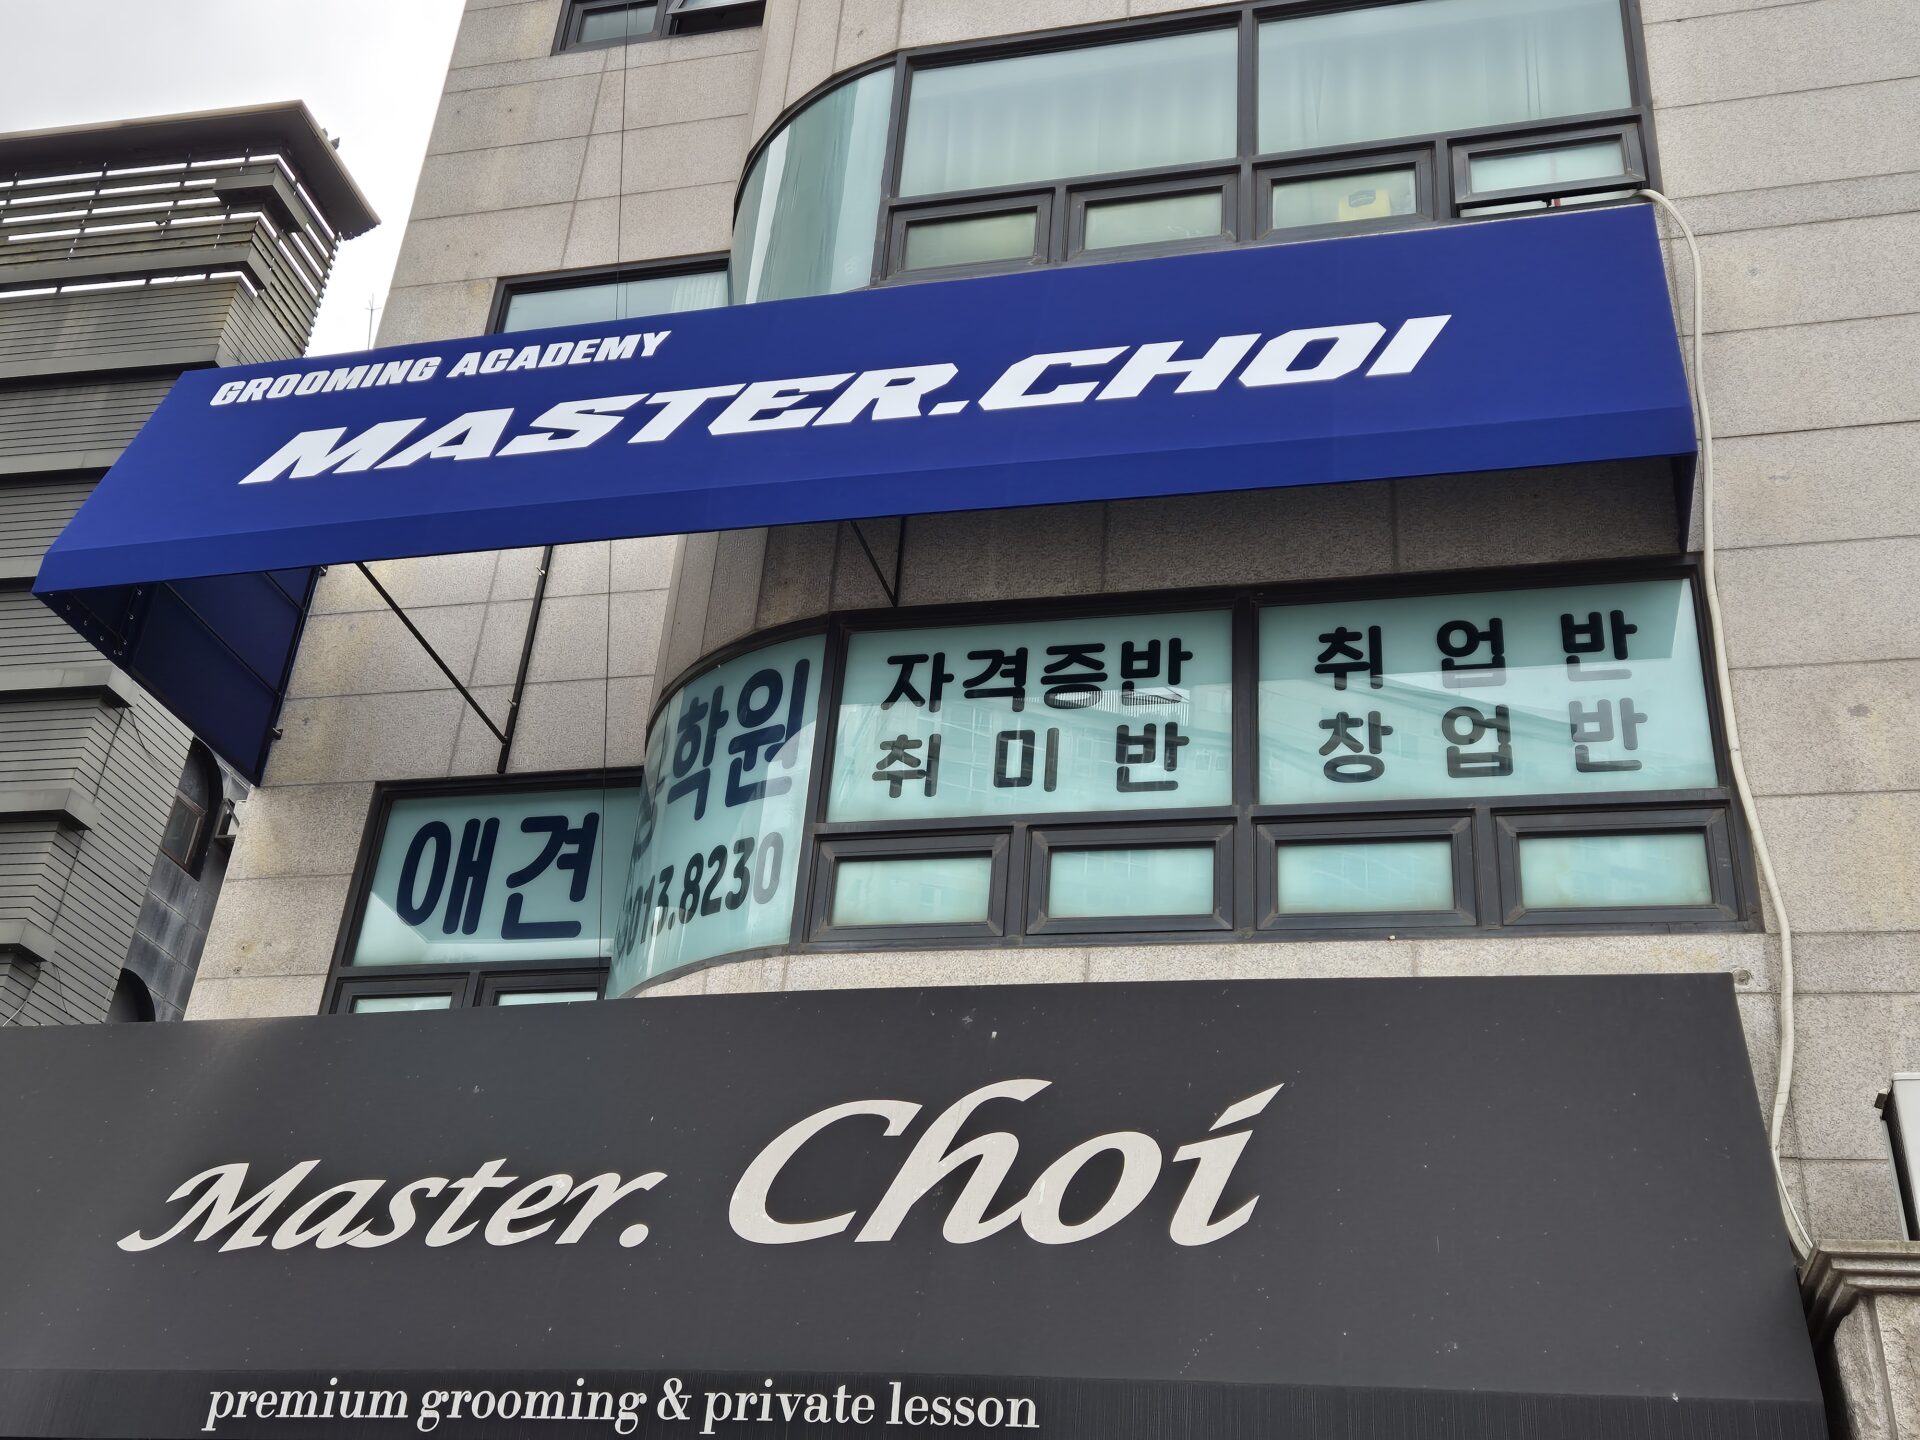 GROOMING ACADEMY
MASTER.CHOI
자격증반
취 미 반
취 업 반
창 업 반
애견
학원
013.8230
Master. Choi
premium grooming & private lesson